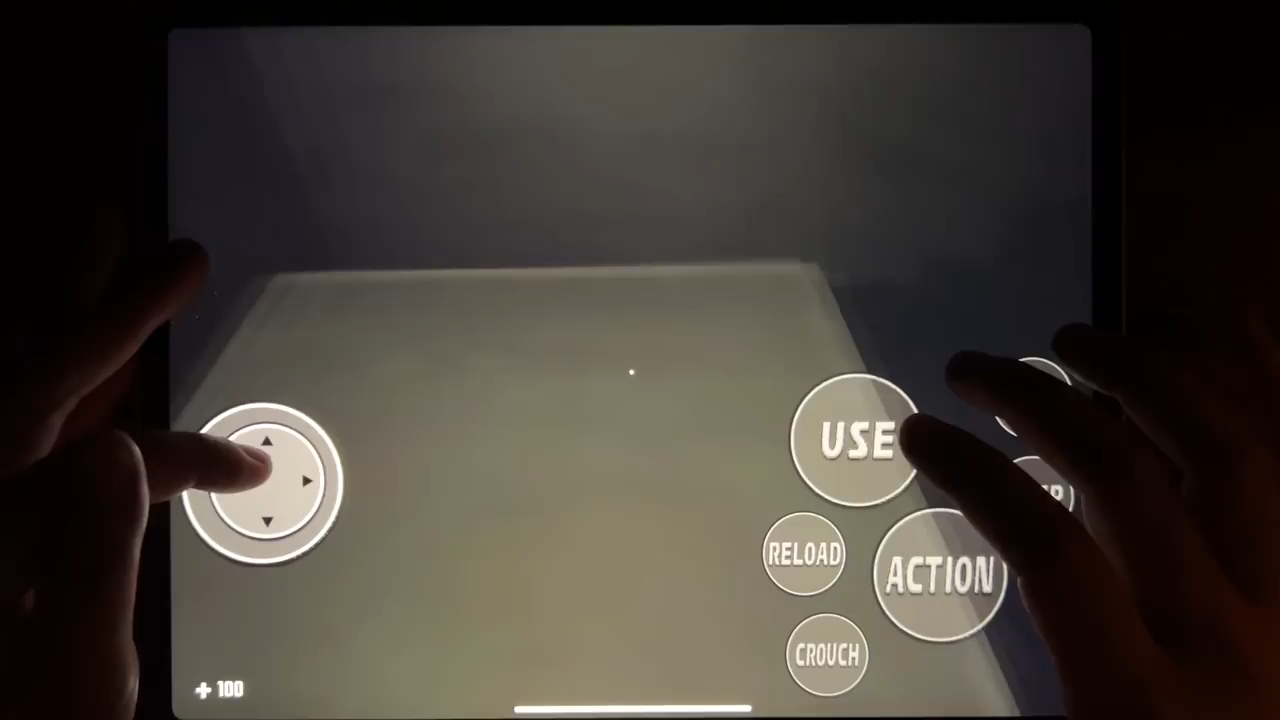 USE
RELOAD
ACTION
CROUCH
+ 100